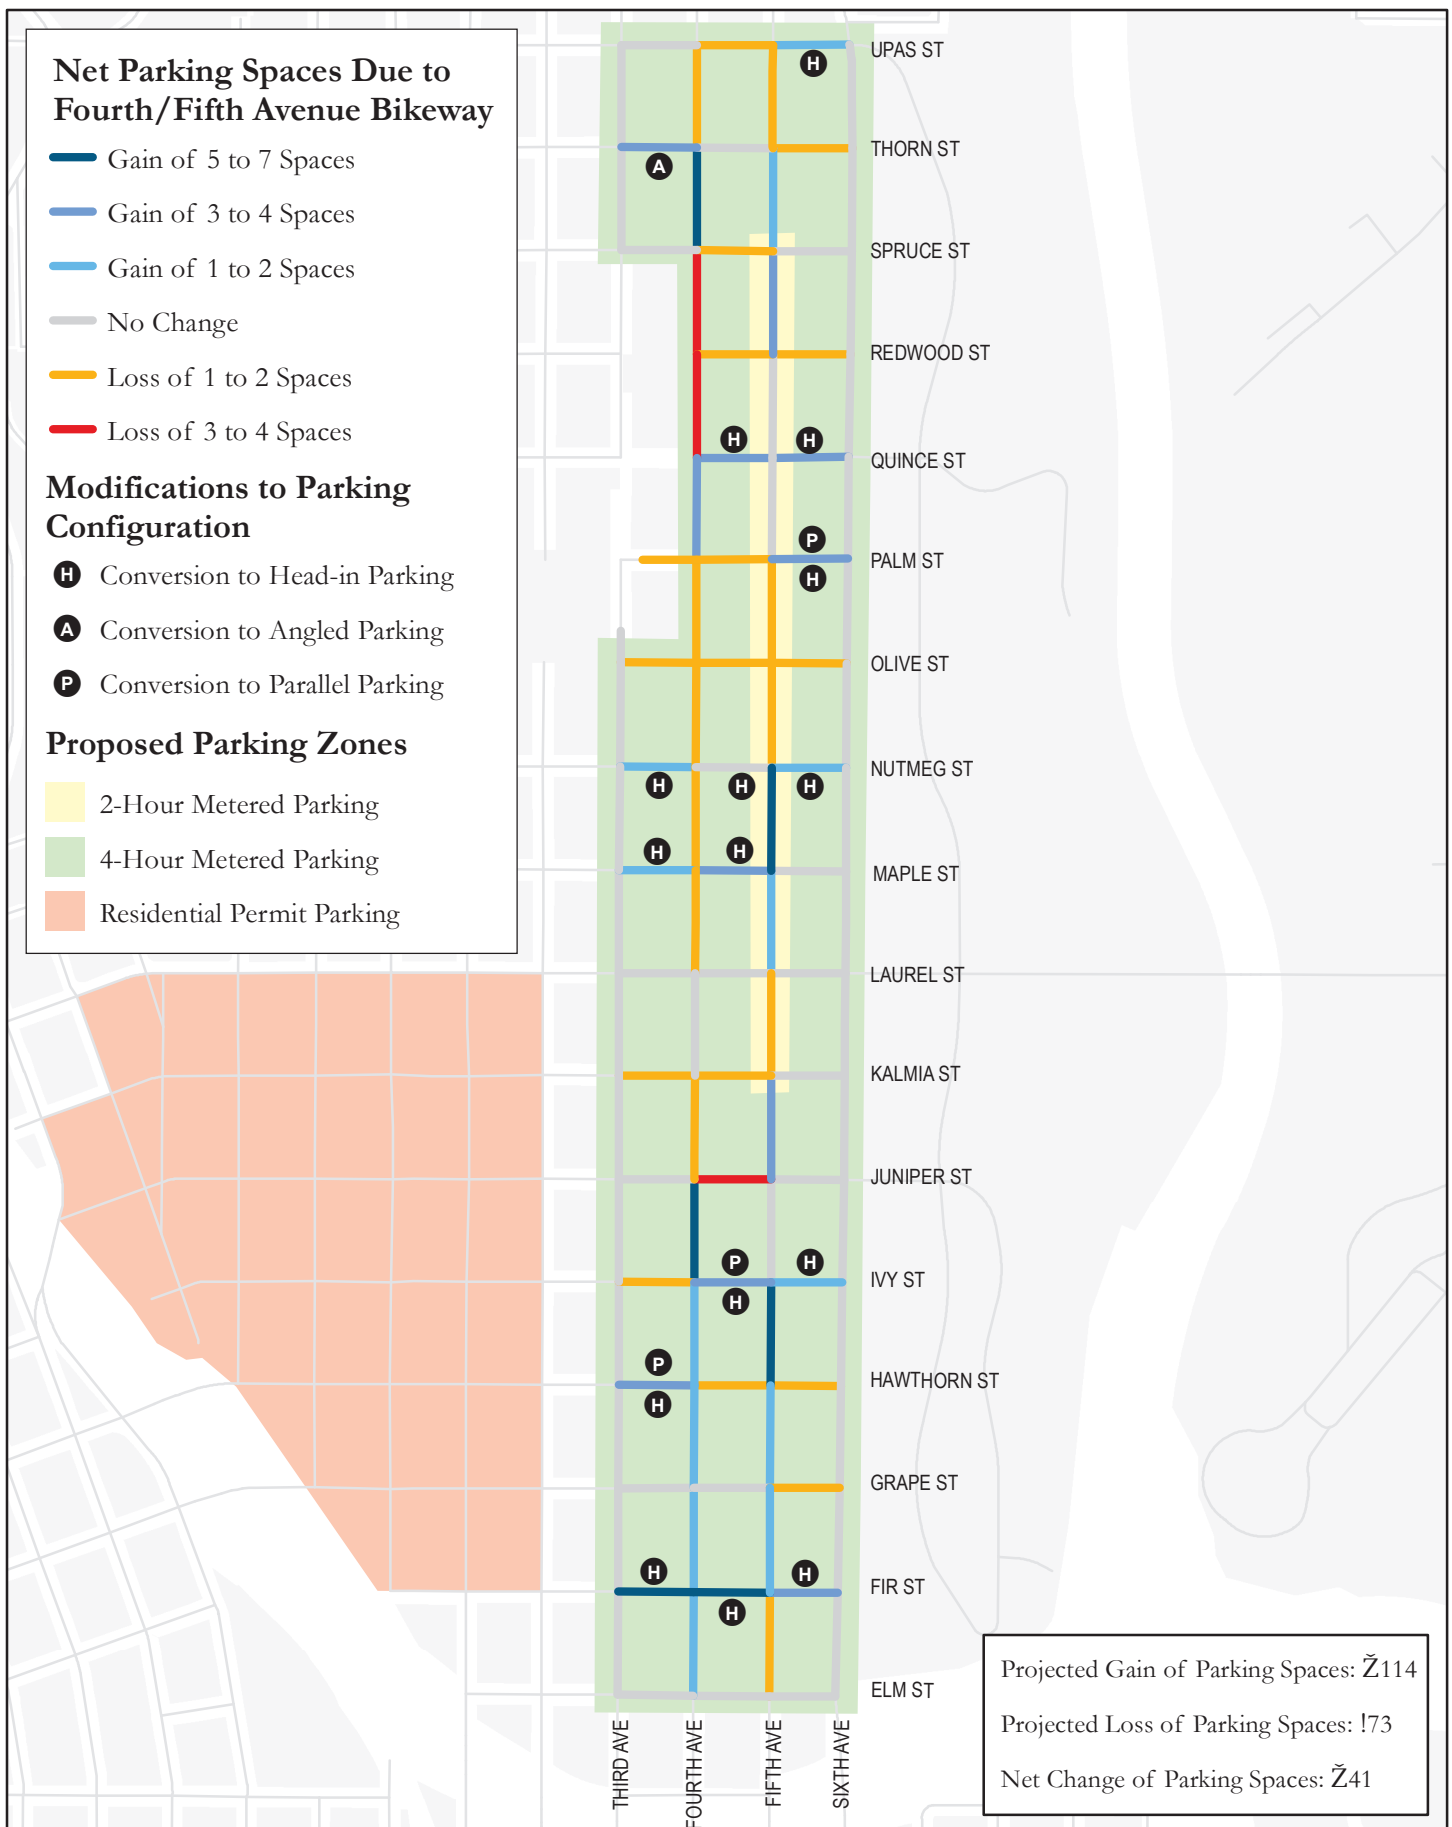 Net Parking Spaces Due to
Fourth/Fifth Avenue Bikeway
Gain of 5 to 7 Spaces
Gain of 3 to 4 Spaces
Gain of 1 to 2 Spaces
No Change
Loss of 1 to 2 Spaces
Loss of 3 to 4 Spaces
Modifications to Parking
Configuration
H Conversion to Head-in Parking
A Conversion to Angled Parking
P Conversion to Parallel Parking
Proposed Parking Zones
2-Hour Metered Parking
4-Hour Metered Parking
Residential Permit Parking
UPAS ST
H
THORN ST
A
SPRUCE ST
REDWOOD ST
H H
QUINCE ST
P
PALM ST
H
OLIVE ST
NUTMEG ST
H H H
H H
MAPLE ST
LAUREL ST
KALMIA ST
JUNIPER ST
P H
IVY ST
H
P
HAWTHORN ST
H
GRAPE ST
H H
FIR ST
H
ELM ST
THIRD AVE
FOURTH AVE
FIFTH AVE
SIXTH AVE
Projected Gain of Parking Spaces: Ž114
Projected Loss of Parking Spaces: !73
Net Change of Parking Spaces: Ž41